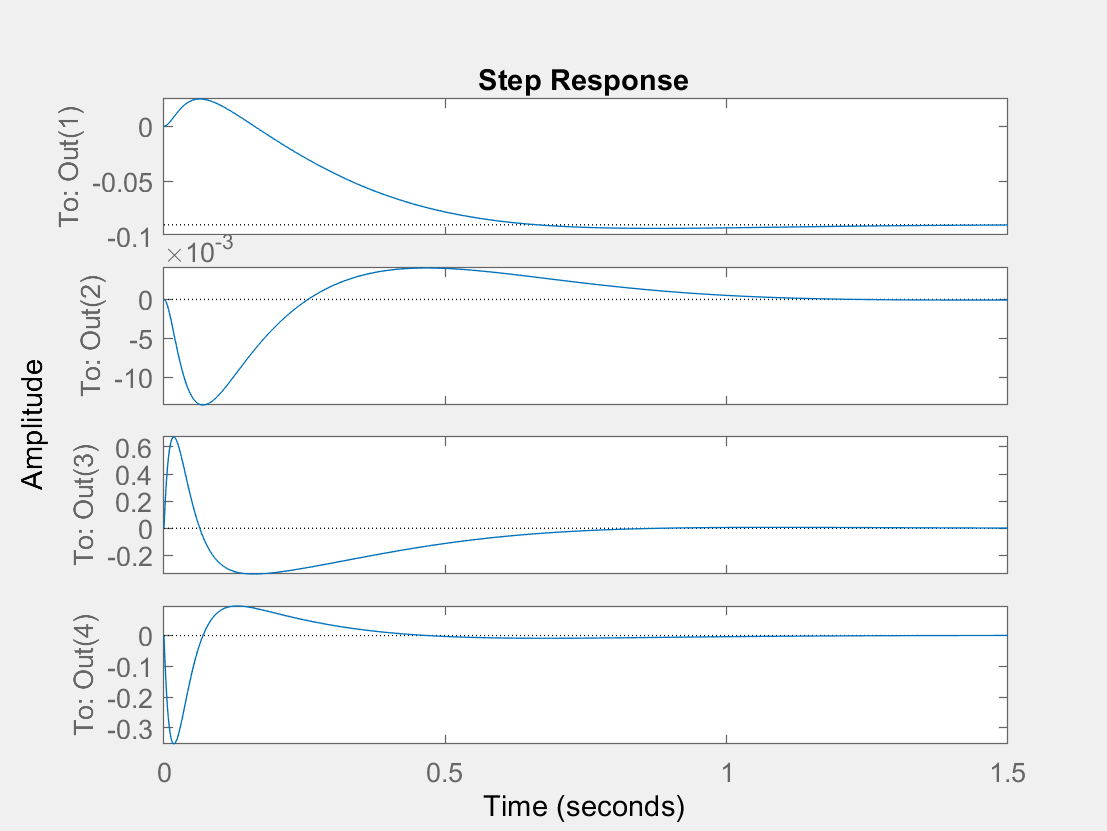 Step Response
To: Out(1)
0
-0.05
-0.1
×10⁻³
To: Out(2)
0
-5
-10
Amplitude
To: Out(3)
0.6
0.4
0.2
0
-0.2
To: Out(4)
0
-0.1
-0.2
-0.3
0 0.5 1 1.5
Time (seconds)